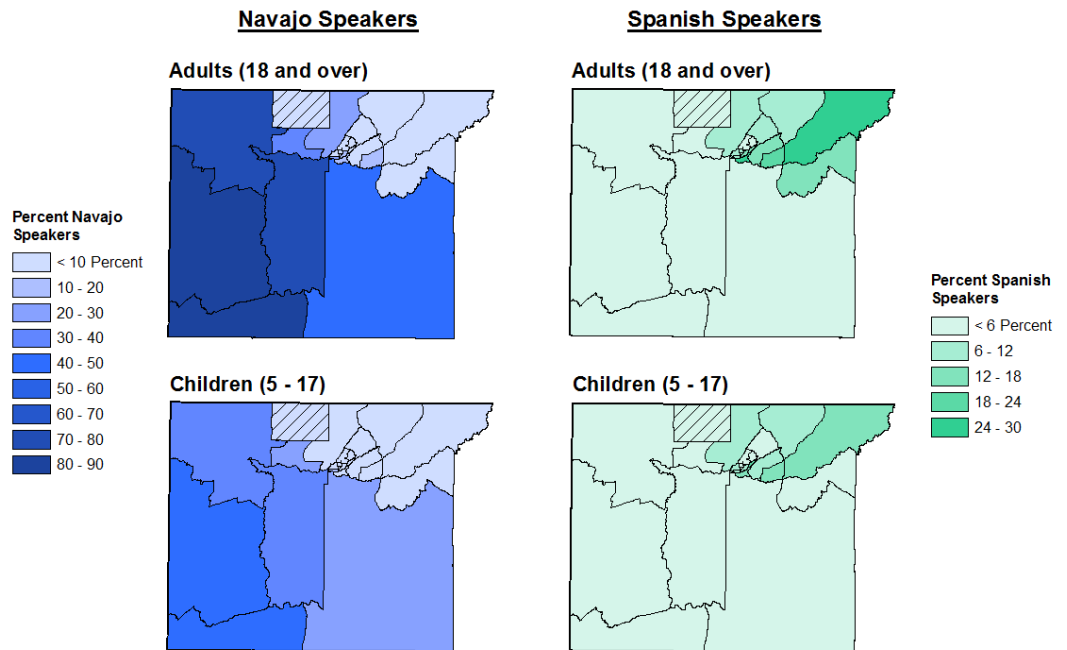 Navajo Speakers
Spanish Speakers
Adults (18 and over)
Adults (18 and over)
Percent Navajo
Speakers
< 10 Percent
10 - 20
20 - 30
30 - 40
40 - 50
50 - 60
60 - 70
70 - 80
80 - 90
Percent Spanish
Speakers
< 6 Percent
6 - 12
12 - 18
18 - 24
24 - 30
Children (5 - 17)
Children (5 - 17)